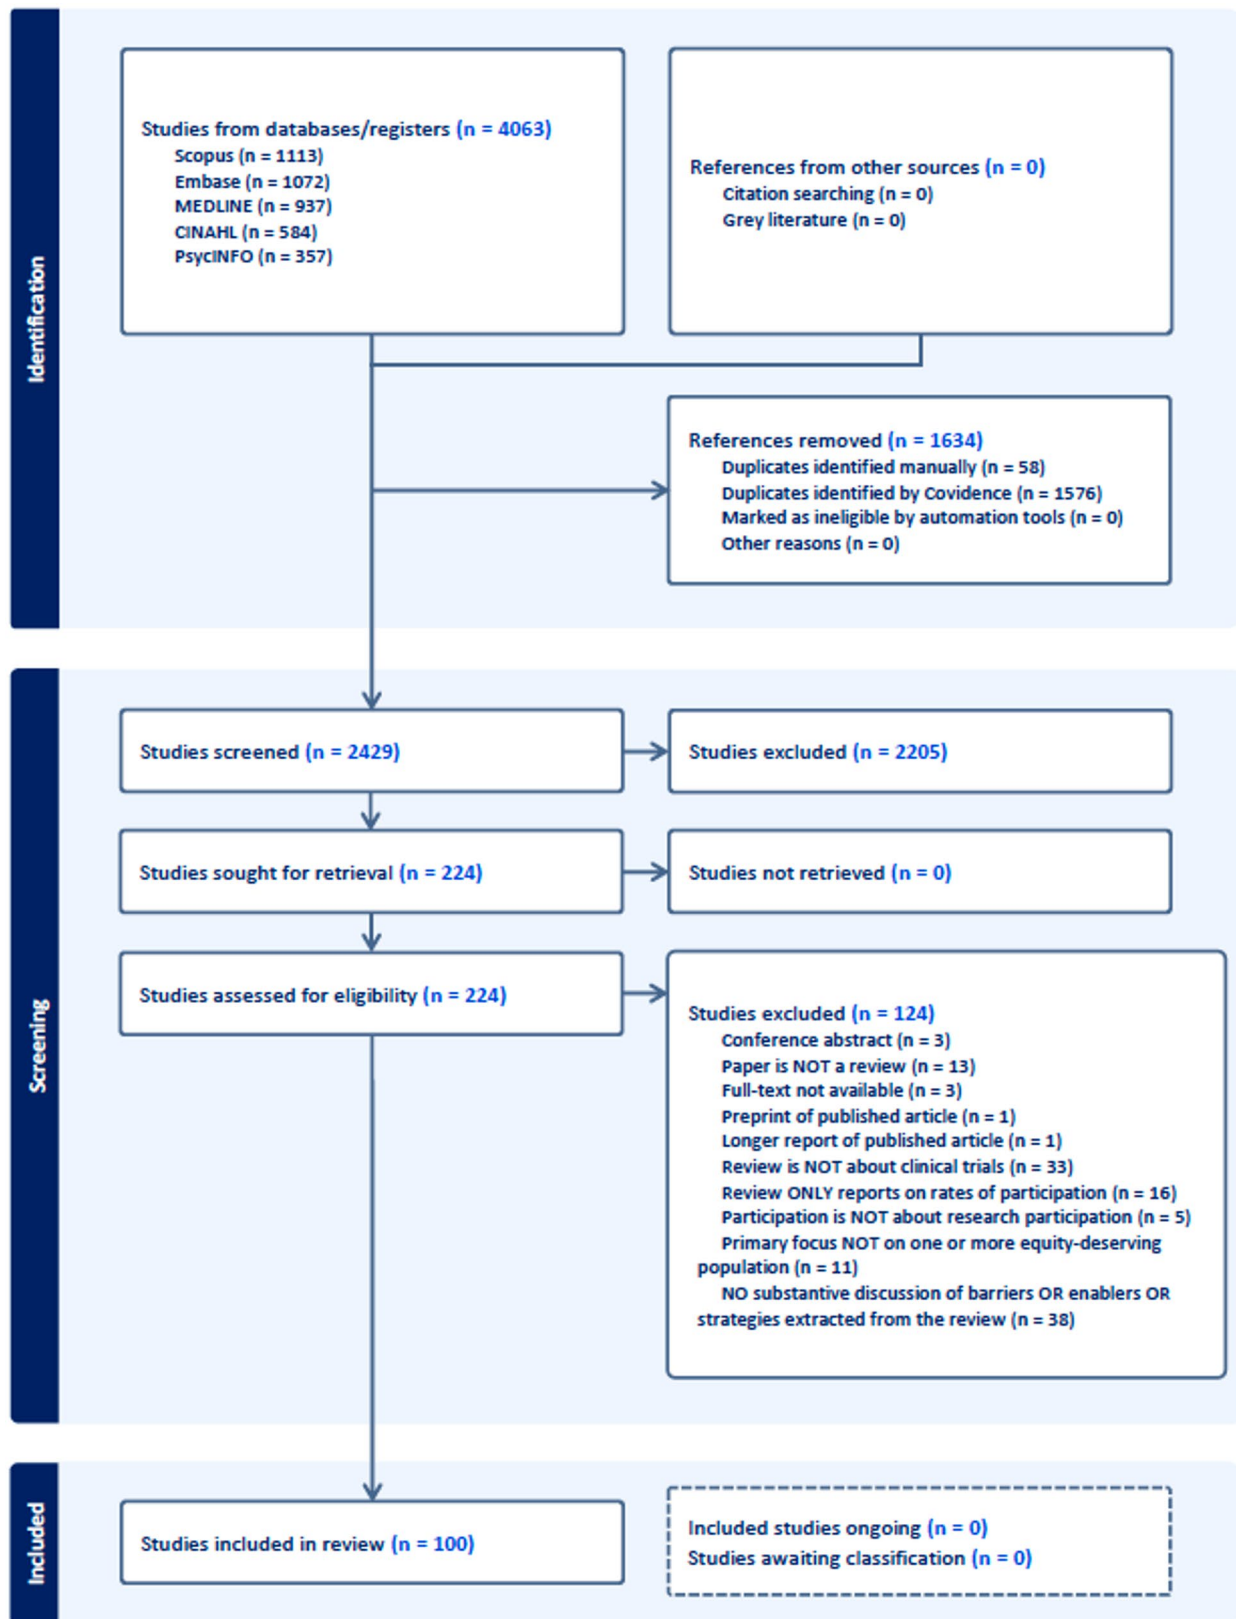 Identification
Studies from databases/registers (n = 4063)
Scopus (n = 1113)
Embase (n = 1072)
MEDLINE (n = 937)
CINAHL (n = 584)
PsycINFO (n = 357)
References from other sources (n = 0)
Citation searching (n = 0)
Grey literature (n = 0)
References removed (n = 1634)
Duplicates identified manually (n = 58)
Duplicates identified by Covidence (n = 1576)
Marked as ineligible by automation tools (n = 0)
Other reasons (n = 0)
Screening
Studies screened (n = 2429)
Studies excluded (n = 2205)
Studies sought for retrieval (n = 224)
Studies not retrieved (n = 0)
Studies assessed for eligibility (n = 224)
Studies excluded (n = 124)
Conference abstract (n = 3)
Paper is NOT a review (n = 13)
Full-text not available (n = 3)
Preprint of published article (n = 1)
Longer report of published article (n = 1)
Review is NOT about clinical trials (n = 33)
Review ONLY reports on rates of participation (n = 16)
Participation is NOT about research participation (n = 5)
Primary focus NOT on one or more equity-deserving
population (n = 11)
NO substantive discussion of barriers OR enablers OR
strategies extracted from the review (n = 38)
Included
Studies included in review (n = 100)
Included studies ongoing (n = 0)
Studies awaiting classification (n = 0)